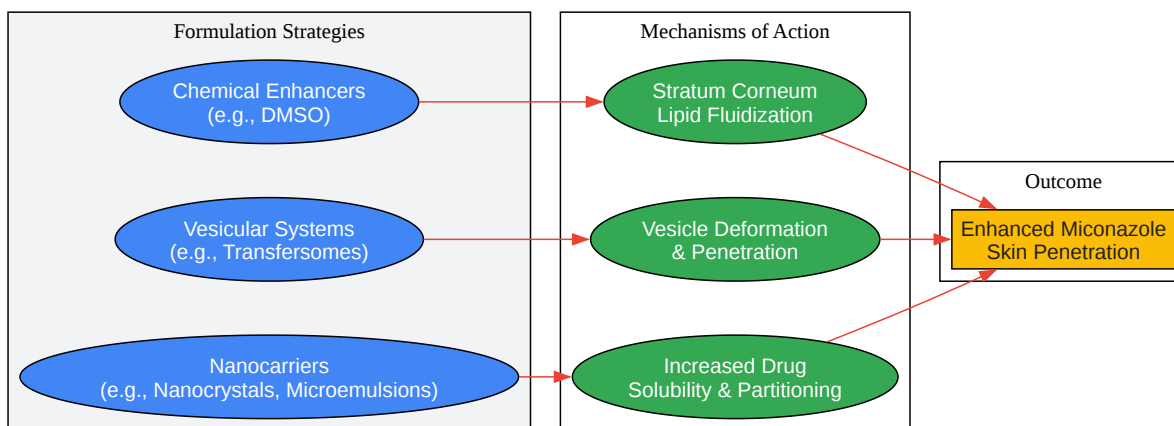 Formulation Strategies
Chemical Enhancers
(e.g., DMSO)
Vesicular Systems
(e.g., Transfersomes)
Nanocarriers
(e.g., Nanocrystals, Microemulsions)
Mechanisms of Action
Stratum Corneum
Lipid Fluidization
Vesicle Deformation
& Penetration
Increased Drug
Solubility & Partitioning
Outcome
Enhanced Miconazole
Skin Penetration